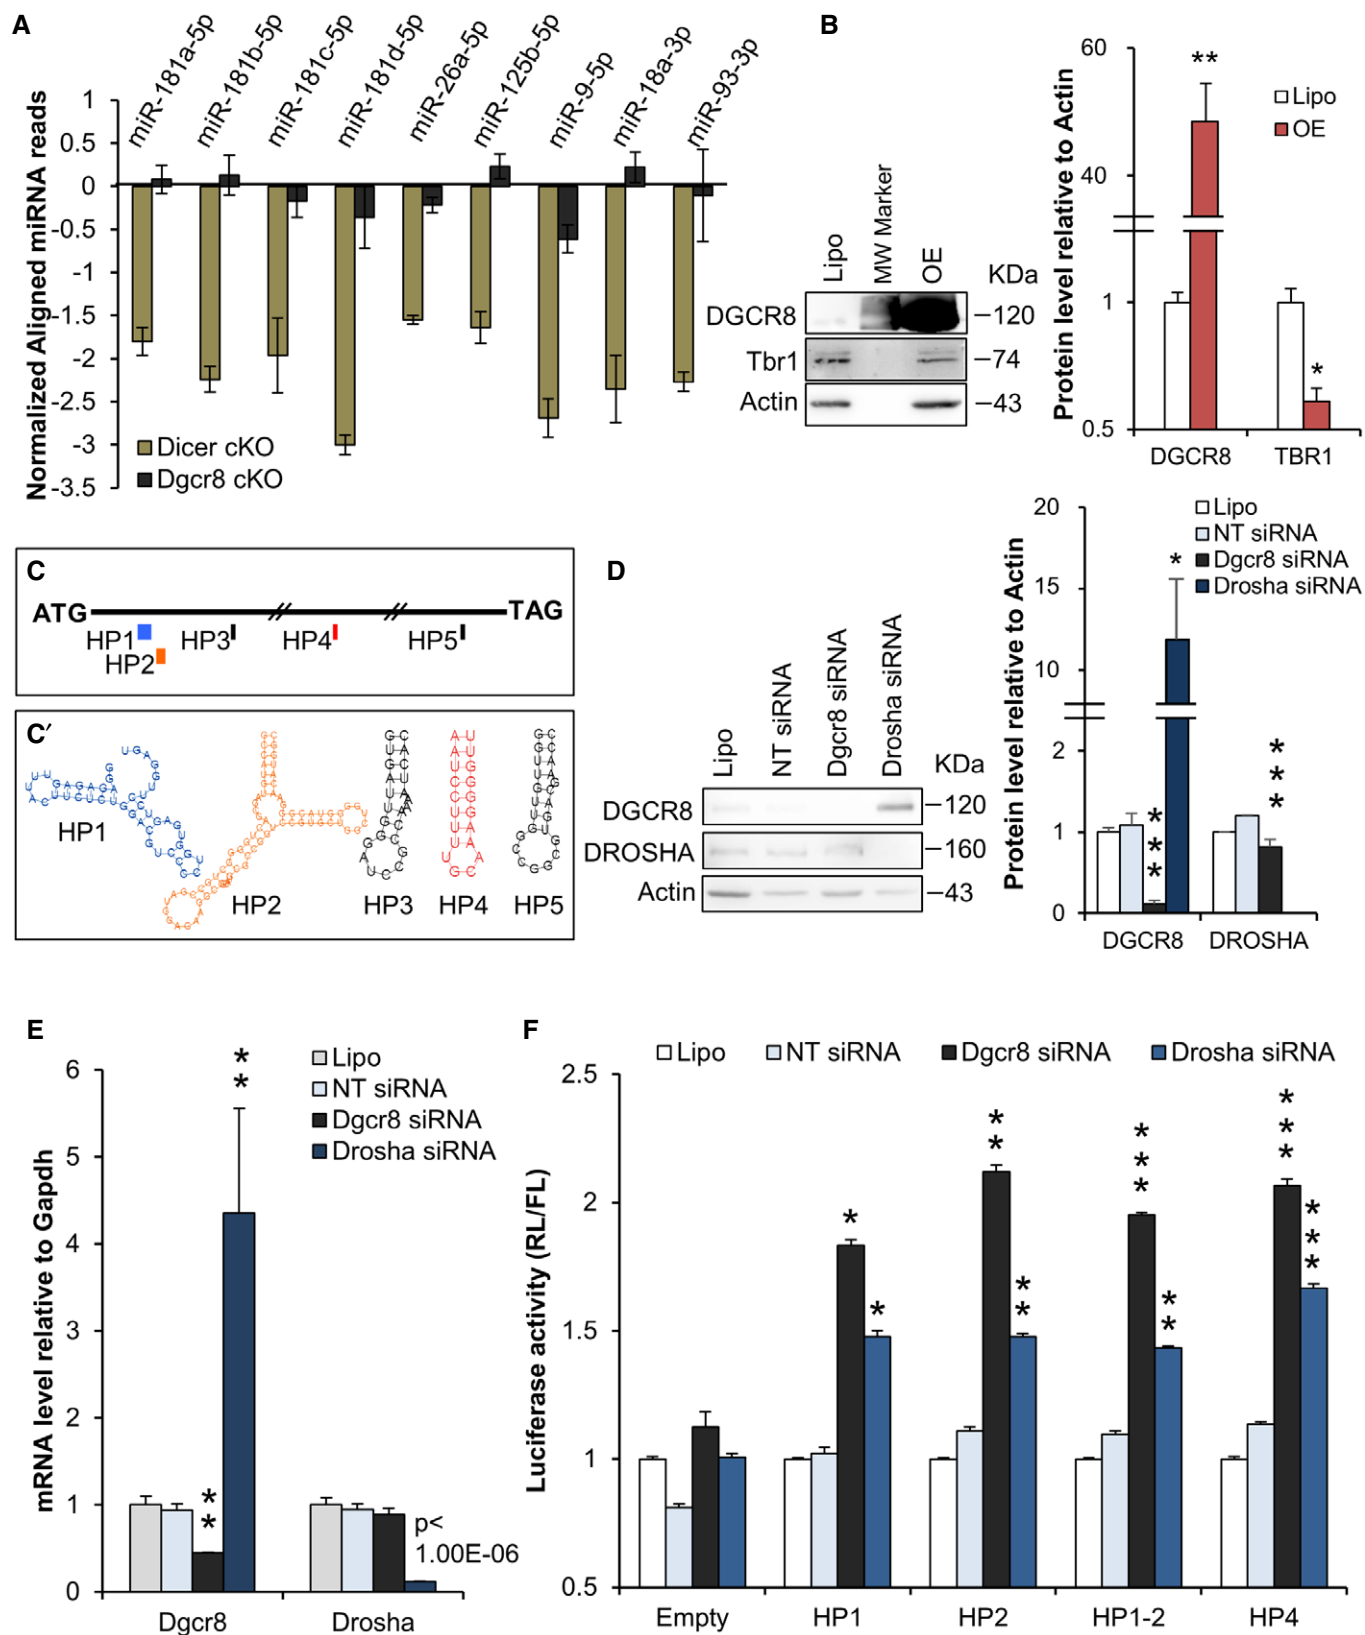 A
miR-181a-5p
miR-181b-5p
miR-181c-5p
miR-181d-5p
miR-26a-5p
miR-125b-5p
miR-9-5p
miR-18a-3p
miR-93-3p
Normalized Aligned miRNA reads
1
0.5
0
-0.5
-1
-1.5
-2
-2.5
-3
-3.5
Dicer cKO
Dgcr8 cKO
B
Lipo
MW Marker
OE
KDa
DGCR8
–120
Tbr1
–74
Actin
–43
Protein level relative to Actin
60
40
1
0.5
**
*
Lipo
OE
DGCR8
TBR1
C
ATG
TAG
HP1
HP2
HP3
HP4
HP5
C′
HP1
HP2
HP3
HP4
HP5
D
Lipo
NT siRNA
Dgcr8 siRNA
Drosha siRNA
KDa
DGCR8
–120
DROSHA
–160
Actin
–43
Protein level relative to Actin
20
15
10
2
1
0
Lipo
NT siRNA
Dgcr8 siRNA
Drosha siRNA
***
*
***
DGCR8
DROSHA
E
mRNA level relative to Gapdh
6
5
4
3
2
1
0
Lipo
NT siRNA
Dgcr8 siRNA
Drosha siRNA
**
**
p<
1.00E-06
Dgcr8
Drosha
F
Lipo
NT siRNA
Dgcr8 siRNA
Drosha siRNA
Luciferase activity (RL/FL)
2.5
2
1.5
1
0.5
*
*
**
**
***
**
***
***
Empty
HP1
HP2
HP1-2
HP4